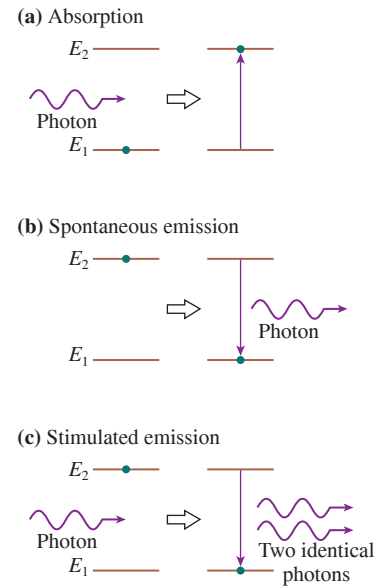 (a) Absorption
E2
Photon
E1
(b) Spontaneous emission
E2
Photon
E1
(c) Stimulated emission
E2
Photon
Two identical
photons
E1